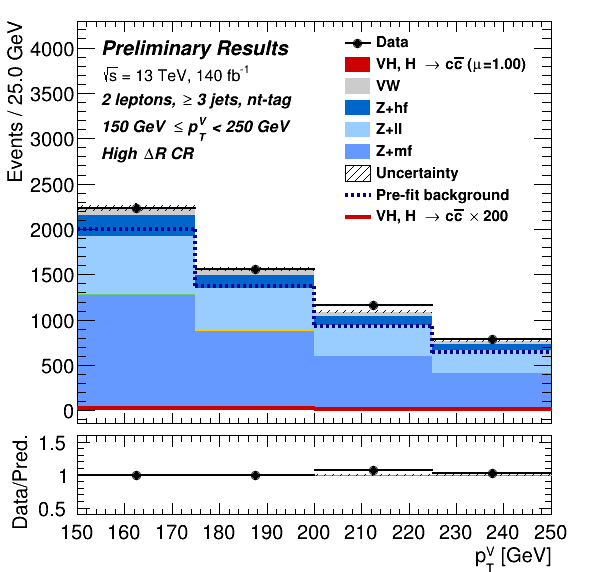 Events / 25.0 GeV
4000
3500
3000
2500
2000
1500
1000
500
0
Preliminary Results
√s = 13 TeV, 140 fb⁻¹
2 leptons, ≥ 3 jets, nt-tag
150 GeV ≤ p_T^V < 250 GeV
High ΔR CR
Data
VH, H → cc̅ (μ=1.00)
VW
Z+hf
Z+ll
Z+mf
Uncertainty
Pre-fit background
VH, H → cc̅ × 200
Data/Pred.
1.5
1
0.5
150 160 170 180 190 200 210 220 230 240 250
p_T^V [GeV]